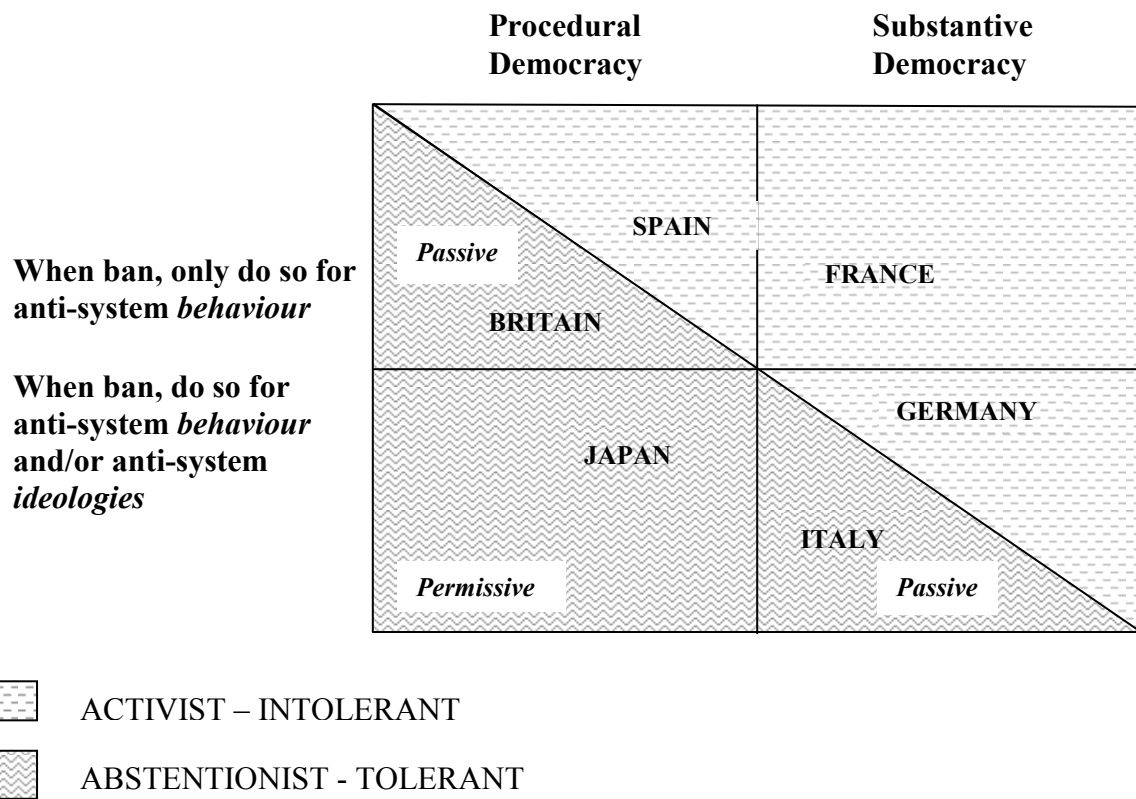 Procedural
Democracy
Substantive
Democracy
When ban, only do so for
anti-system behaviour
When ban, do so for
anti-system behaviour
and/or anti-system
ideologies
SPAIN
Passive
FRANCE
BRITAIN
GERMANY
JAPAN
ITALY
Permissive
Passive
ACTIVIST – INTOLERANT
ABSTENTIONIST - TOLERANT